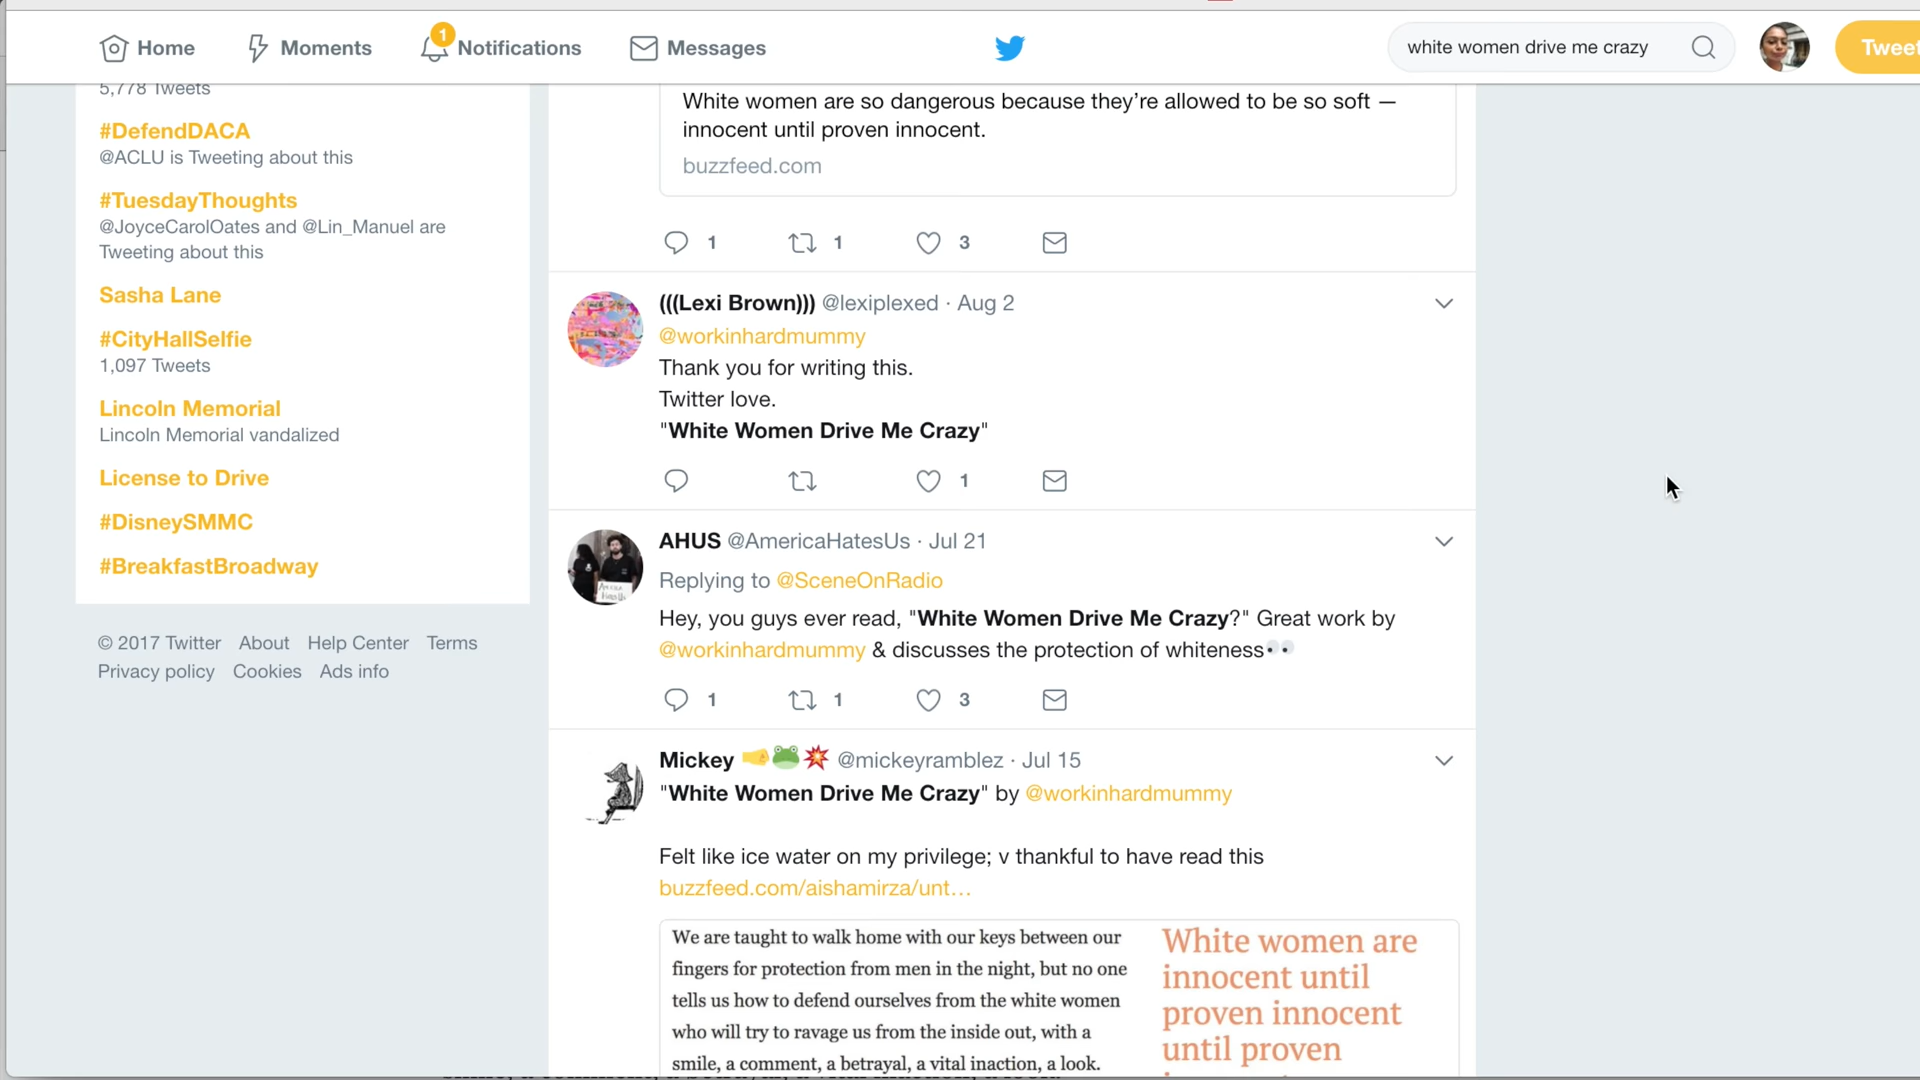 Home
Moments
1
Notifications
Messages
white women drive me crazy
Tweet
5,778 Tweets
#DefendDACA
@ACLU is Tweeting about this
#TuesdayThoughts
@JoyceCarolOates and @Lin_Manuel are
Tweeting about this
Sasha Lane
#CityHallSelfie
1,097 Tweets
Lincoln Memorial
Lincoln Memorial vandalized
License to Drive
#DisneySMMC
#BreakfastBroadway
© 2017 Twitter About Help Center Terms
Privacy policy Cookies Ads info
White women are so dangerous because they’re allowed to be so soft —
innocent until proven innocent.
buzzfeed.com
1 1 3
(((Lexi Brown))) @lexiplexed · Aug 2
@workinhardmummy
Thank you for writing this.
Twitter love.
"White Women Drive Me Crazy"
1
AHUS @AmericaHatesUs · Jul 21
Replying to @SceneOnRadio
Hey, you guys ever read, "White Women Drive Me Crazy?" Great work by
@workinhardmummy & discusses the protection of whiteness👀
1 1 3
Mickey 🤜🐸💥 @mickeyramblez · Jul 15
"White Women Drive Me Crazy" by @workinhardmummy
Felt like ice water on my privilege; v thankful to have read this
buzzfeed.com/aishamirza/unt…
We are taught to walk home with our keys between our
fingers for protection from men in the night, but no one
tells us how to defend ourselves from the white women
who will try to ravage us from the inside out, with a
smile, a comment, a betrayal, a vital inaction, a look.
White women are
innocent until
proven innocent
until proven